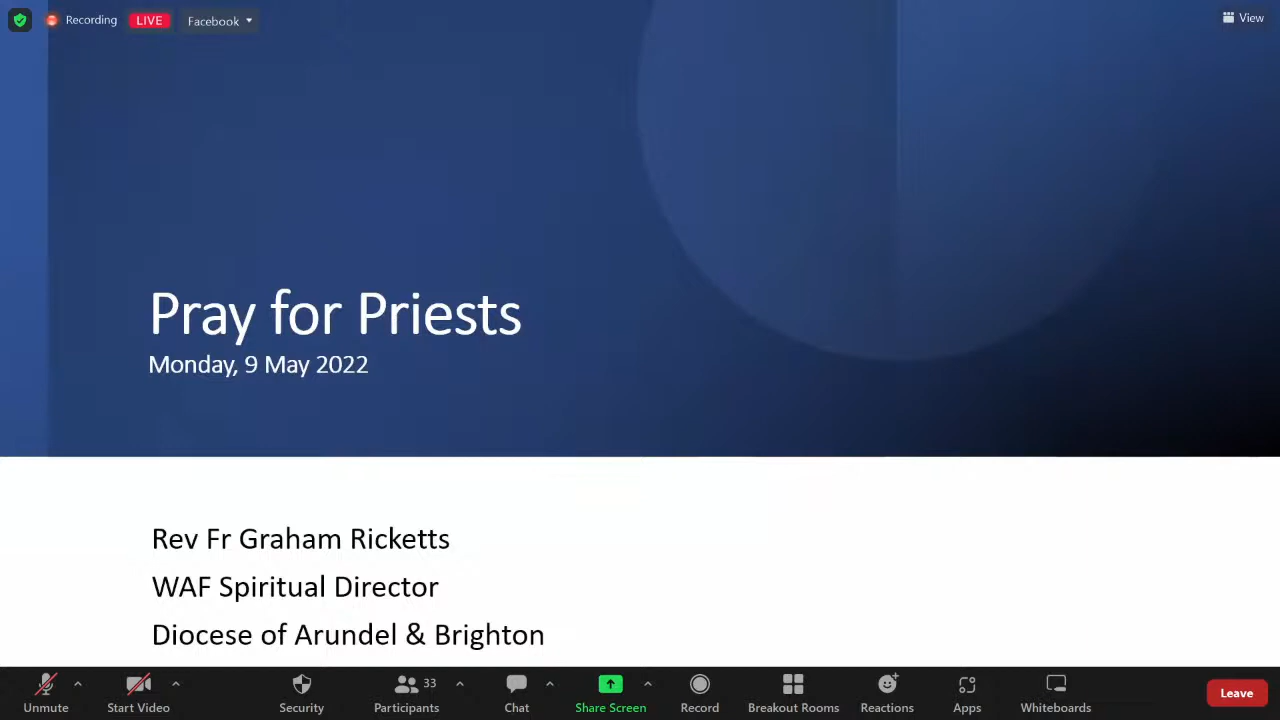 Recording LIVE Facebook View
Pray for Priests
Monday, 9 May 2022
Rev Fr Graham Ricketts
WAF Spiritual Director
Diocese of Arundel & Brighton
33
Unmute Start Video Security Participants Chat Share Screen Record Breakout Rooms Reactions Apps Whiteboards Leave